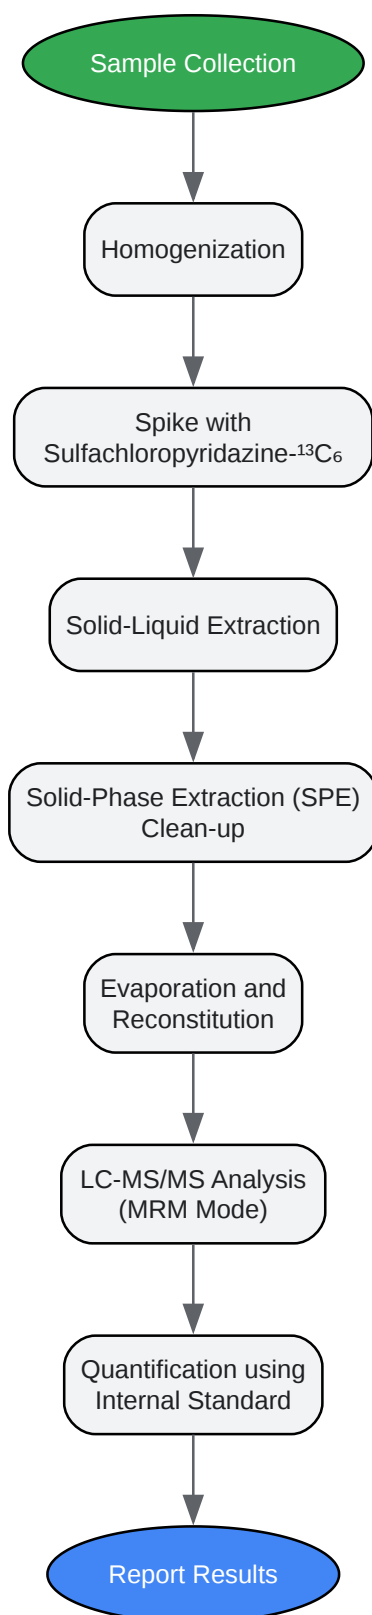 Sample Collection
Homogenization
Spike with
Sulfachloropyridazine-¹³C₆
Solid-Liquid Extraction
Solid-Phase Extraction (SPE)
Clean-up
Evaporation and
Reconstitution
LC-MS/MS Analysis
(MRM Mode)
Quantification using
Internal Standard
Report Results